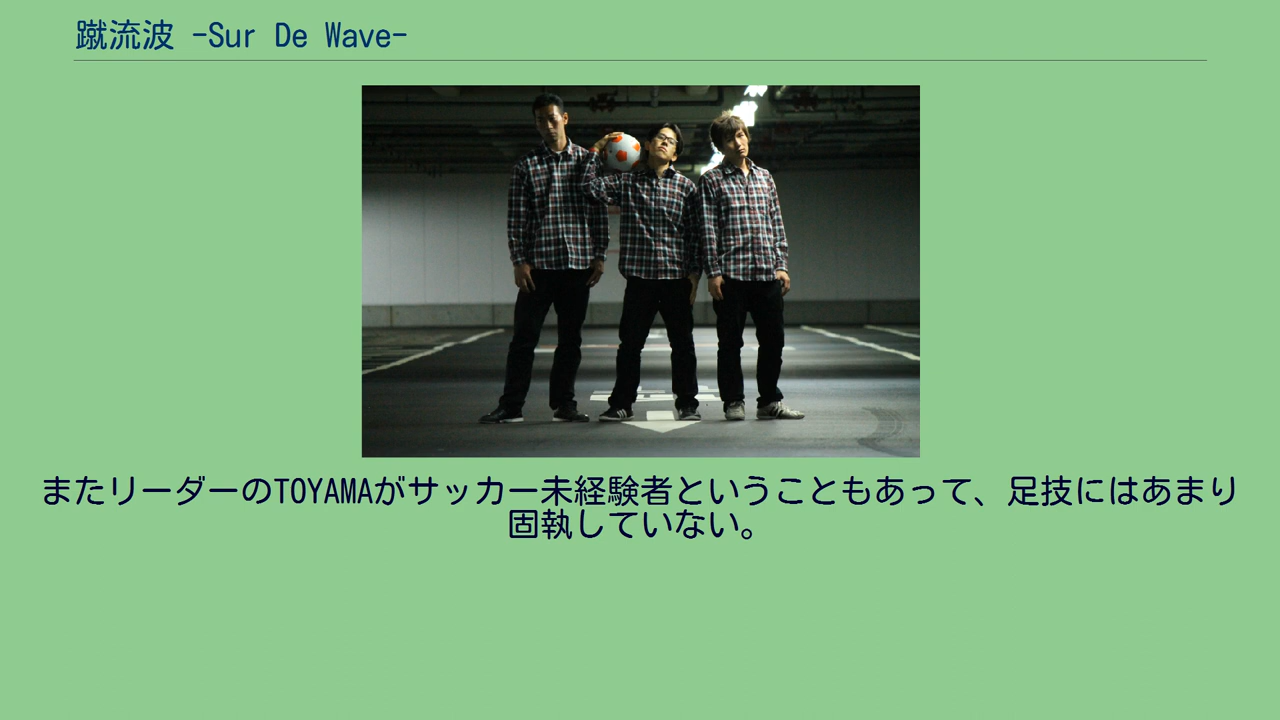 蹴流波 -Sur De Wave-
またリーダーのTOYAMAがサッカー未経験者ということもあって、足技にはあまり
固執していない。